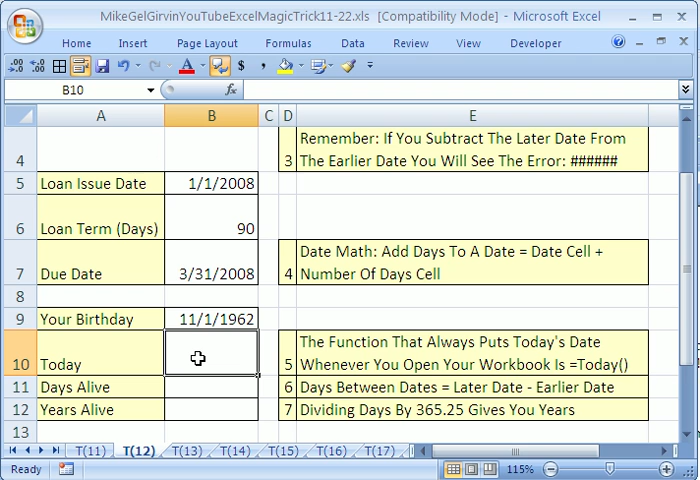 MikeGelGirvinYouTubeExcelMagicTrick11-22.xls [Compatibility Mode] - Microsoft Excel
Home Insert Page Layout Formulas Data Review View Developer
B10 fx
A B C D E
4 3 Remember: If You Subtract The Later Date From
The Earlier Date You Will See The Error: ######
5 Loan Issue Date 1/1/2008
6 Loan Term (Days) 90
7 Due Date 3/31/2008 4 Date Math: Add Days To A Date = Date Cell +
Number Of Days Cell
8
9 Your Birthday 11/1/1962
10 Today 5 The Function That Always Puts Today's Date
Whenever You Open Your Workbook Is =Today()
11 Days Alive 6 Days Between Dates = Later Date - Earlier Date
12 Years Alive 7 Dividing Days By 365.25 Gives You Years
13
T(11) T(12) T(13) T(14) T(15) T(16) T(17)
Ready 115%